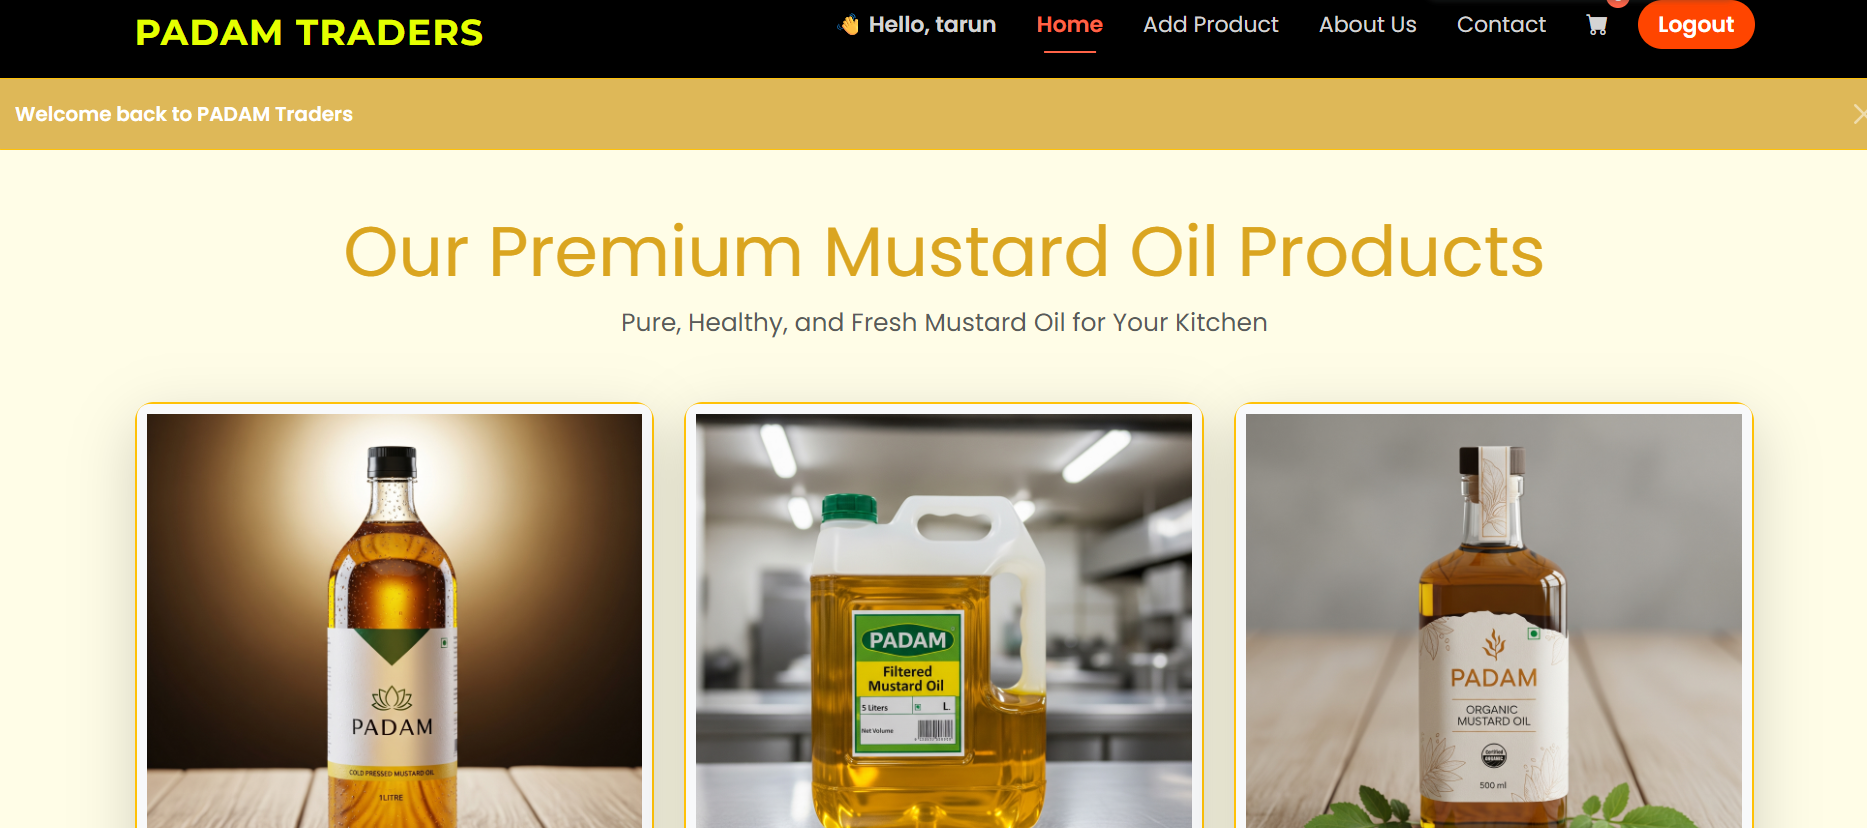 PADAM TRADERS
👋 Hello, tarun Home Add Product About Us Contact Logout
Welcome back to PADAM Traders
Our Premium Mustard Oil Products
Pure, Healthy, and Fresh Mustard Oil for Your Kitchen
PADAM
COLD PRESSED MUSTARD OIL
1LITRE
PADAM
Filtered
Mustard Oil
5 Liters L.
Net Volume
PADAM
ORGANIC
MUSTARD OIL
Certified
ORGANIC
500 ml